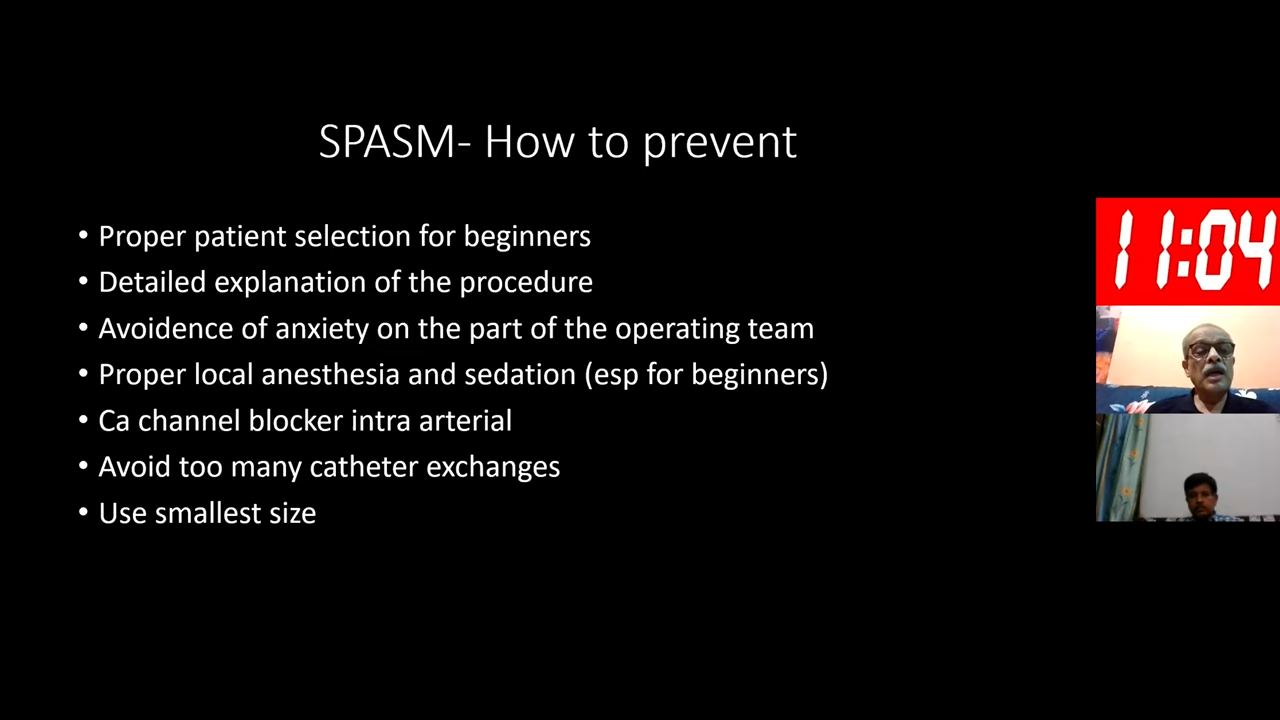 SPASM- How to prevent
• Proper patient selection for beginners
• Detailed explanation of the procedure
• Avoidence of anxiety on the part of the operating team
• Proper local anesthesia and sedation (esp for beginners)
• Ca channel blocker intra arterial
• Avoid too many catheter exchanges
• Use smallest size
11:04